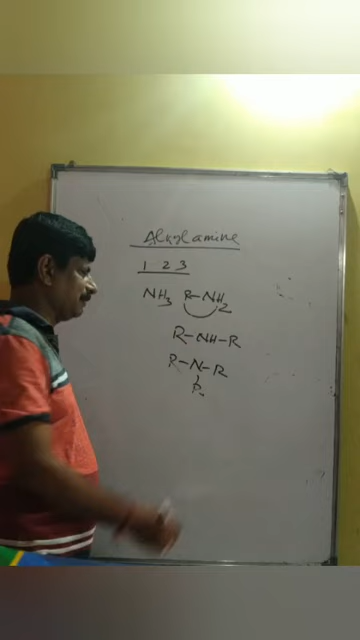 Alkylamine
1 2 3
NH3 R-NH2
R-NH-R
R-N-R
R